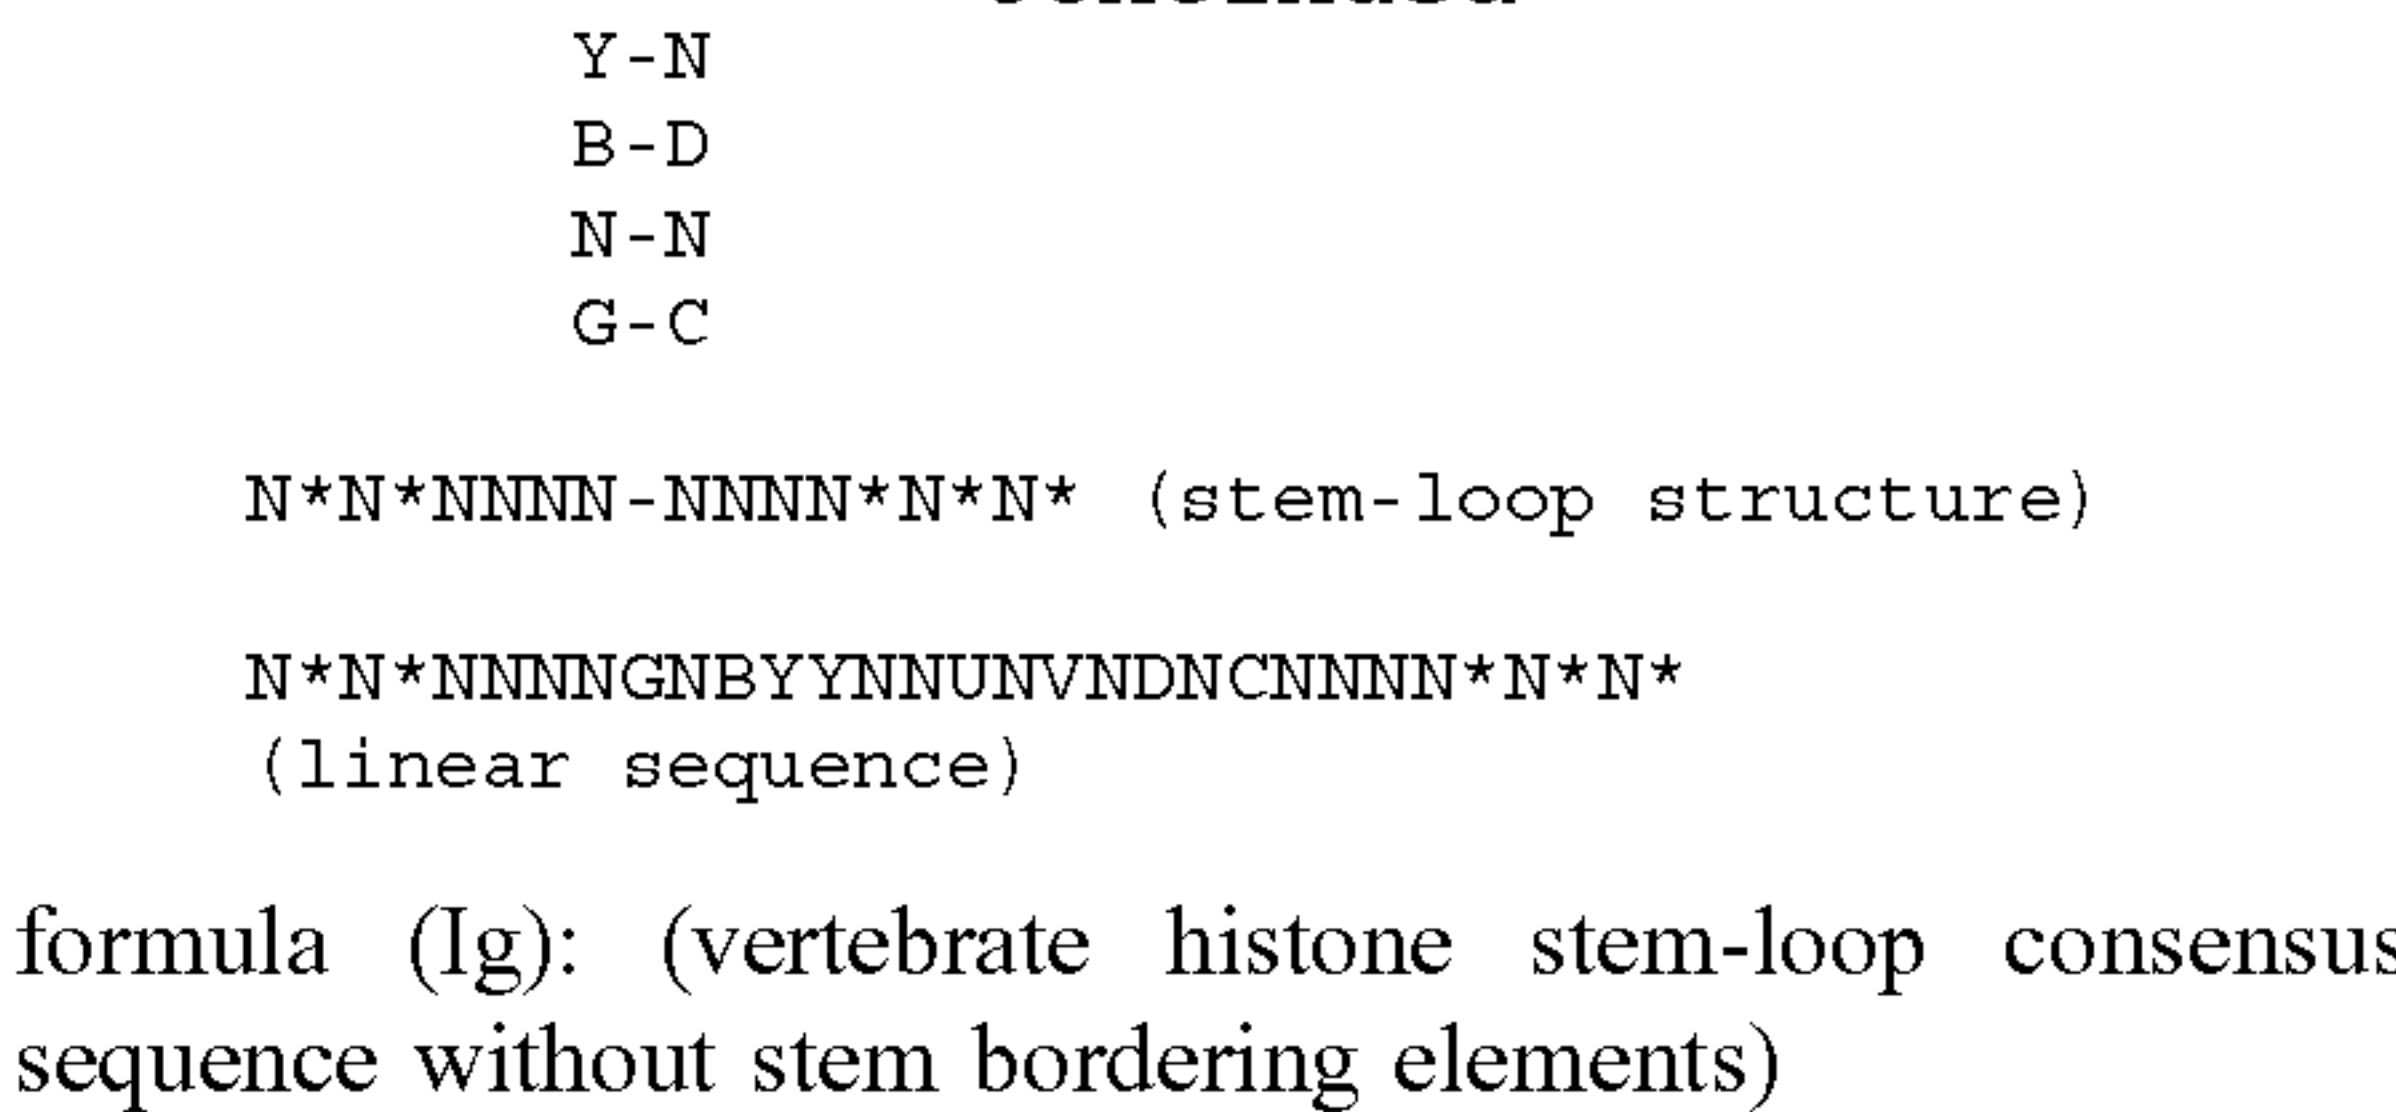 Y-N
B-D
N-N
G-C
N*N*NNNN-NNNN*N*N* (stem-loop structure)
N*N*NNNNGNBYYNNUNVNDNCNNNN*N*N*
(linear sequence)
formula (Ig): (vertebrate histone stem-loop consensus
sequence without stem bordering elements)